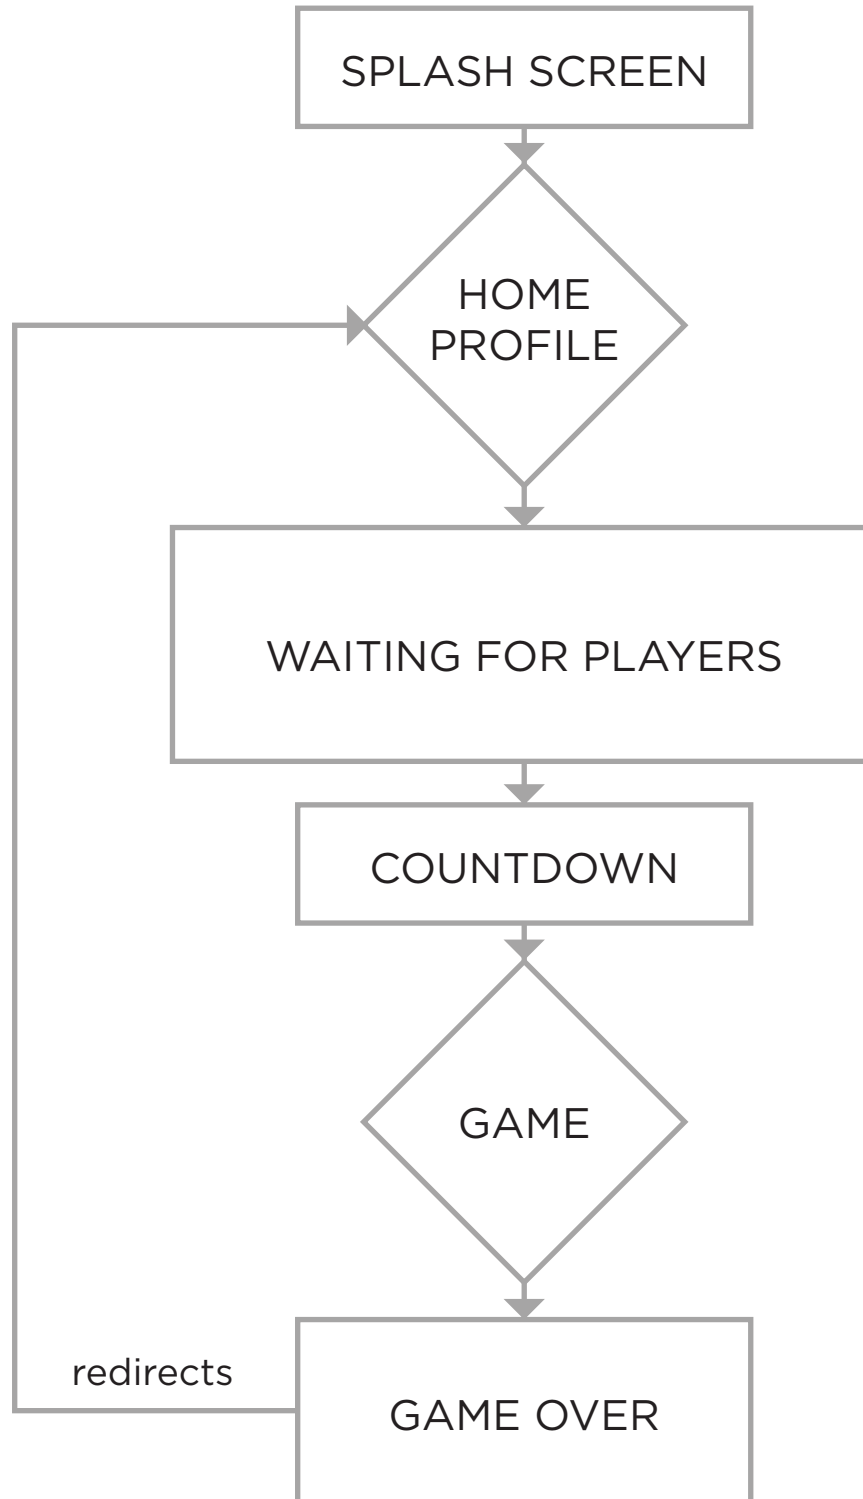 SPLASH SCREEN
HOME
PROFILE
WAITING FOR PLAYERS
COUNTDOWN
GAME
redirects
GAME OVER